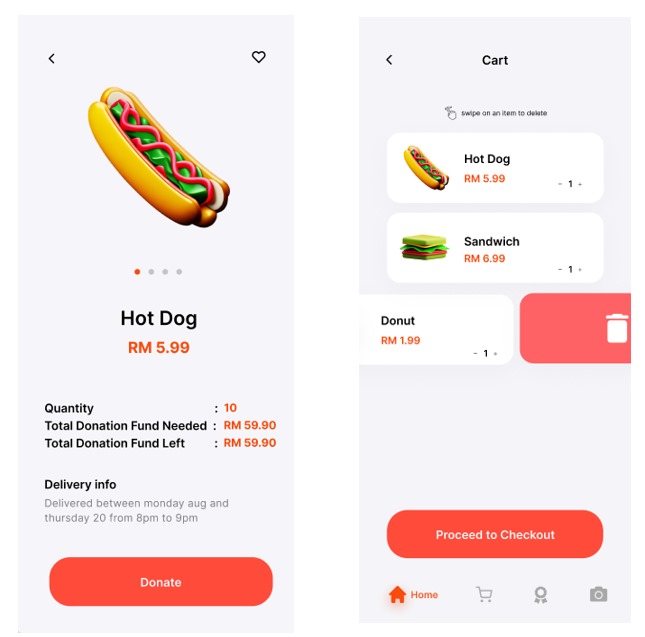 Hot Dog
RM 5.99
Quantity : 10
Total Donation Fund Needed : RM 59.90
Total Donation Fund Left : RM 59.90
Delivery info
Delivered between monday aug and
thursday 20 from 8pm to 9pm
Donate
Cart
swipe on an item to delete
Hot Dog
RM 5.99
- 1 +
Sandwich
RM 6.99
- 1 +
Donut
RM 1.99
- 1 +
Proceed to Checkout
Home